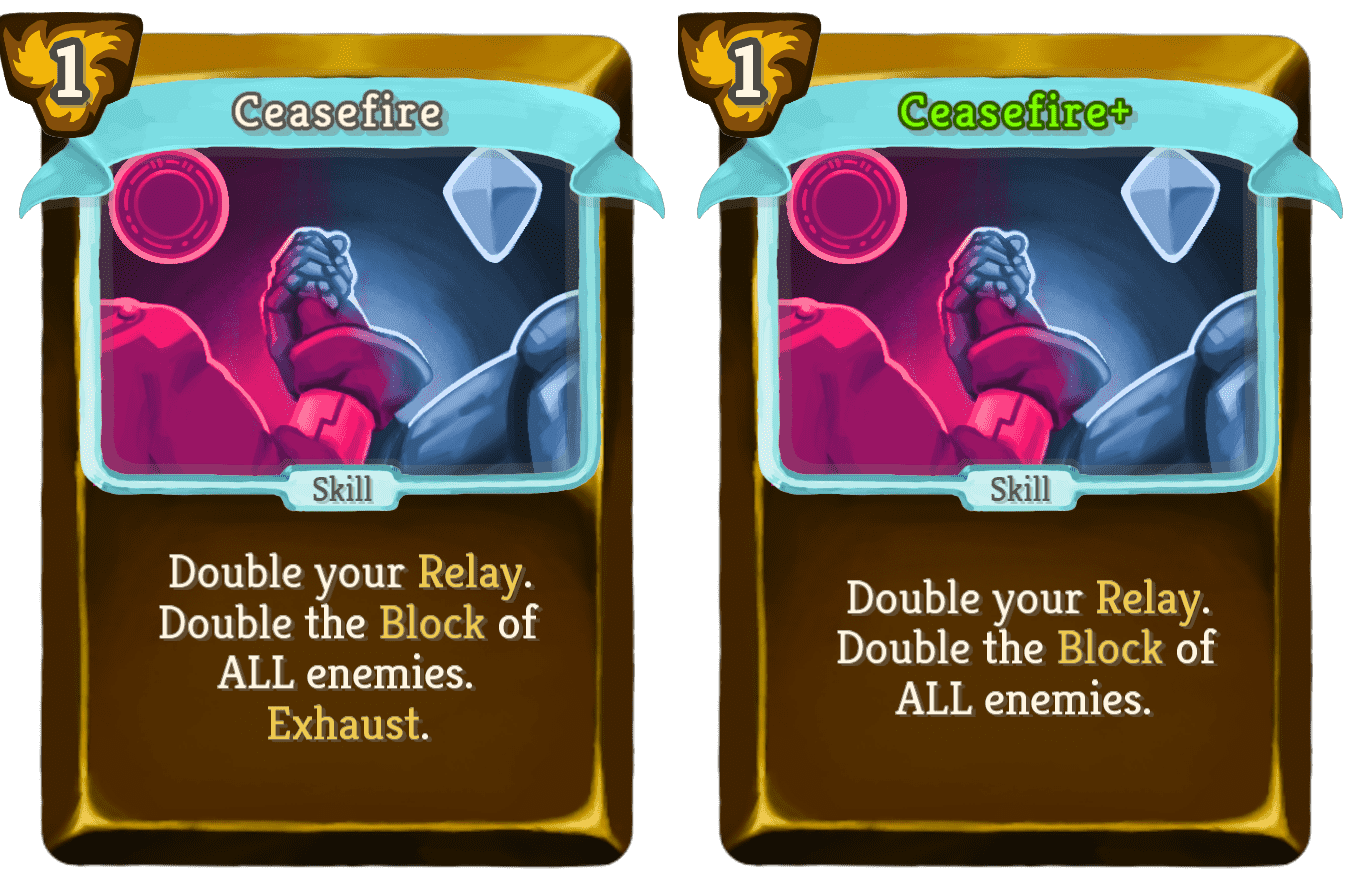 1
Ceasefire
Skill
Double your Relay.
Double the Block of
ALL enemies.
Exhaust.
1
Ceasefire+
Skill
Double your Relay.
Double the Block of
ALL enemies.